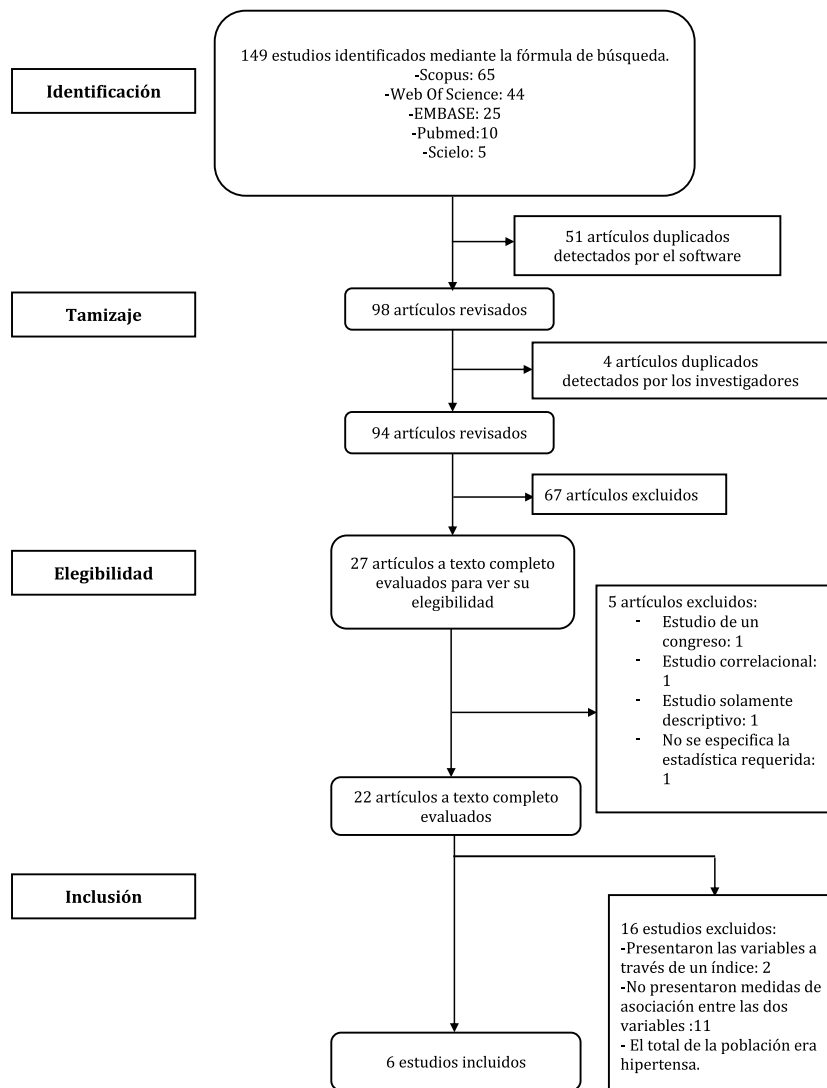 149 estudios identificados mediante la fórmula de búsqueda.
-Scopus: 65
-Web Of Science: 44
-EMBASE: 25
-Pubmed:10
-Scielo: 5
Identificación
51 artículos duplicados
detectados por el software
Tamizaje
98 artículos revisados
4 artículos duplicados
detectados por los investigadores
94 artículos revisados
67 artículos excluidos
Elegibilidad
27 artículos a texto completo
evaluados para ver su
elegibilidad
5 artículos excluidos:
- Estudio de un
congreso: 1
- Estudio correlacional:
1
- Estudio solamente
descriptivo: 1
- No se especifica la
estadística requerida:
1
22 artículos a texto completo
evaluados
Inclusión
16 estudios excluidos:
-Presentaron las variables a
través de un índice: 2
-No presentaron medidas de
asociación entre las dos
variables :11
- El total de la población era
hipertensa.
6 estudios incluidos